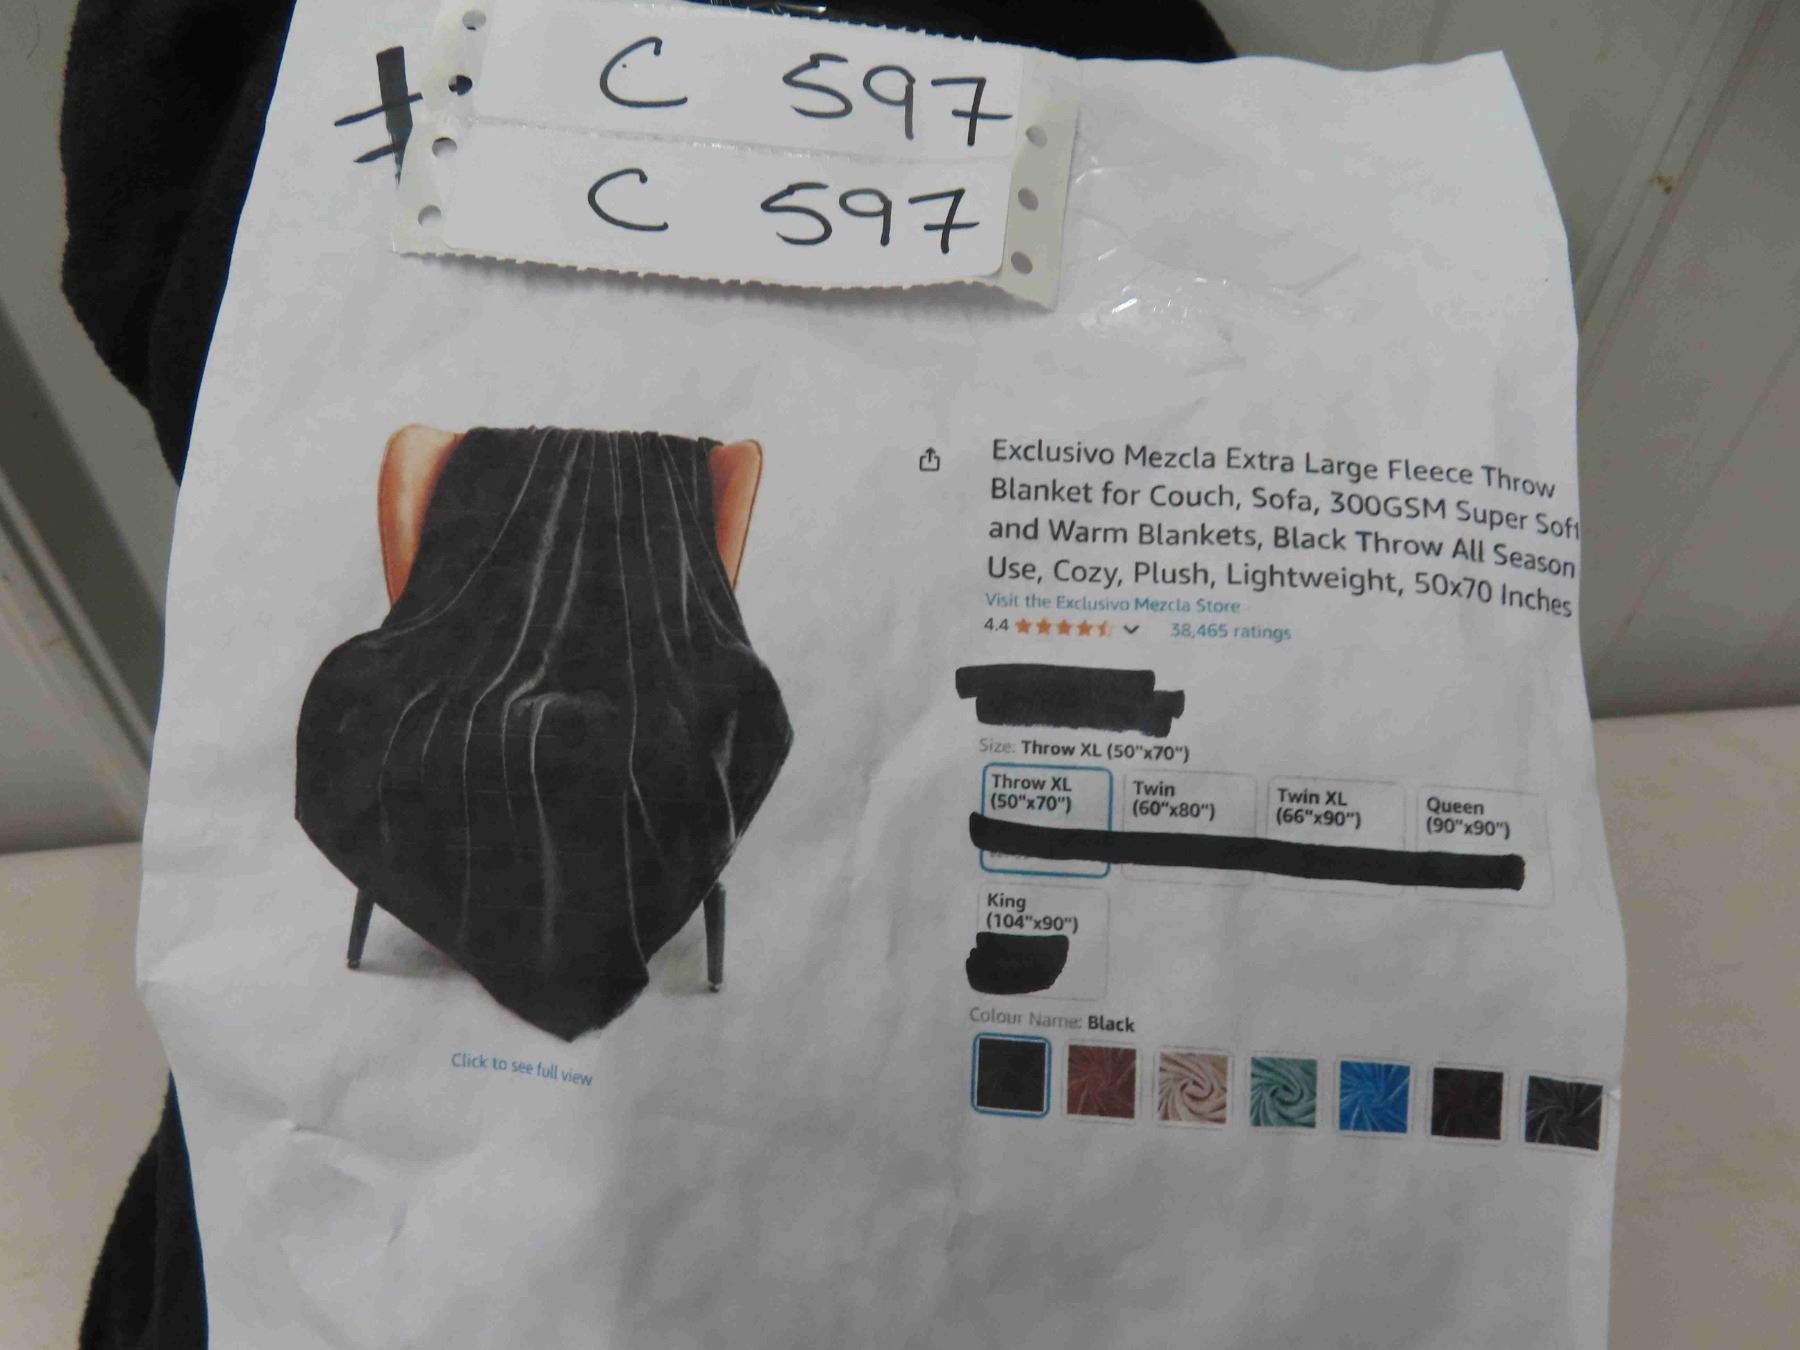 C 597
C 597
Exclusivo Mezcla Extra Large Fleece Throw
Blanket for Couch, Sofa, 300GSM Super Soft
and Warm Blankets, Black Throw All Season
Use, Cozy, Plush, Lightweight, 50x70 Inches
Visit the Exclusivo Mezcla Store
4.4 38,465 ratings
Size: Throw XL (50"x70")
Throw XL
(50"x70")
Twin
(60"x80")
Twin XL
(66"x90")
Queen
(90"x90")
King
(104"x90")
Colour Name: Black
Click to see full view